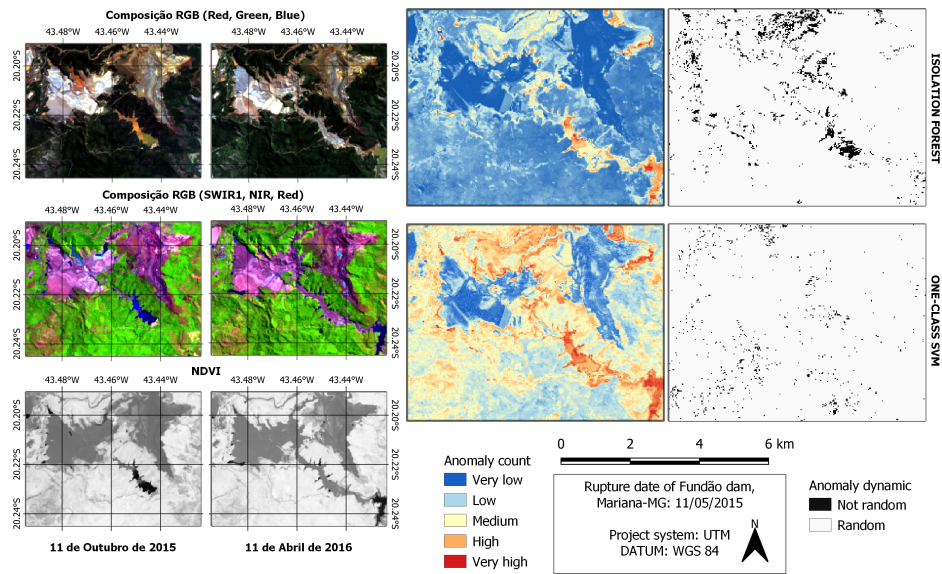 Composição RGB (Red, Green, Blue)
43.48°W 43.46°W 43.44°W 43.48°W 43.46°W 43.44°W
20.20°S 20.22°S 20.24°S
20.20°S 20.22°S 20.24°S
Composição RGB (SWIR1, NIR, Red)
43.48°W 43.46°W 43.44°W 43.48°W 43.46°W 43.44°W
20.20°S 20.22°S 20.24°S
20.20°S 20.22°S 20.24°S
NDVI
43.48°W 43.46°W 43.44°W 43.48°W 43.46°W 43.44°W
20.20°S 20.22°S 20.24°S
20.20°S 20.22°S 20.24°S
11 de Outubro de 2015
11 de Abril de 2016
ISOLATION FOREST
ONE-CLASS SVM
0 2 4 6 km
Anomaly count
Very low
Low
Medium
High
Very high
Rupture date of Fundão dam,
Mariana-MG: 11/05/2015
Project system: UTM
DATUM: WGS 84
N
Anomaly dynamic
Not random
Random